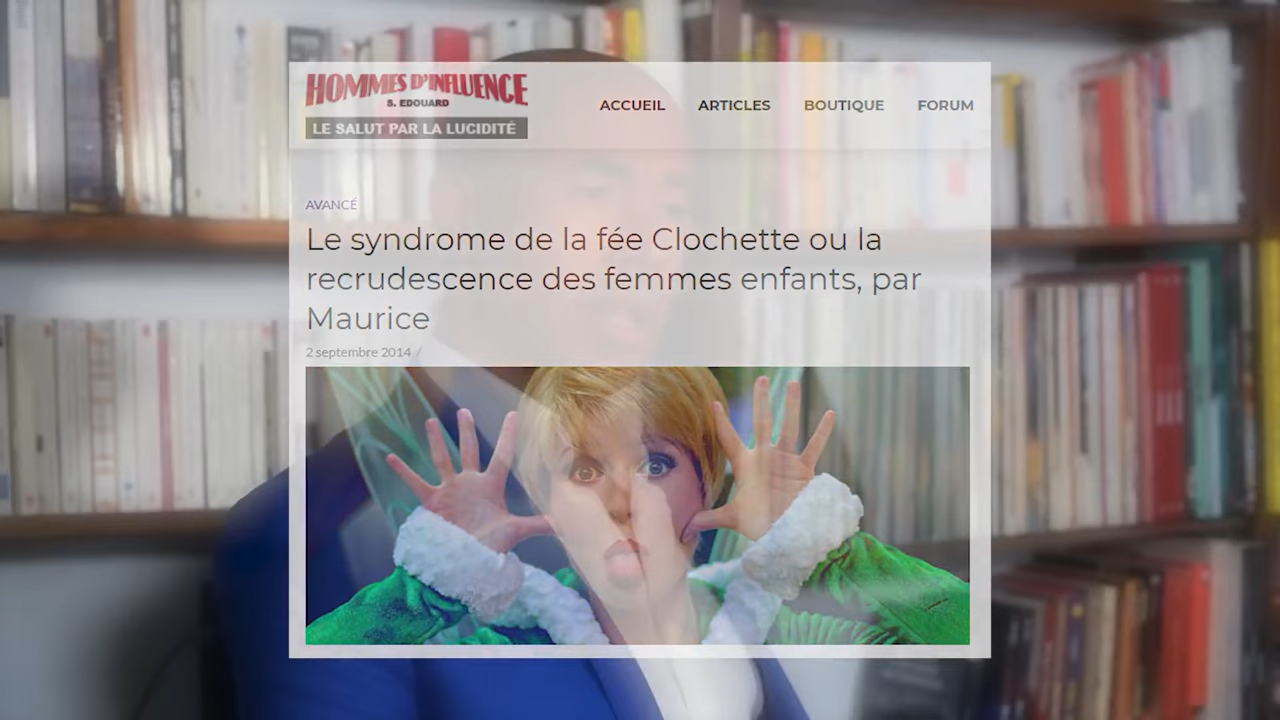 HOMMES D'INFLUENCE
S. EDOUARD
LE SALUT PAR LA LUCIDITÉ
ACCUEIL ARTICLES BOUTIQUE FORUM
AVANCÉ
Le syndrome de la fée Clochette ou la
recrudescence des femmes enfants, par
Maurice
2 septembre 2014 /